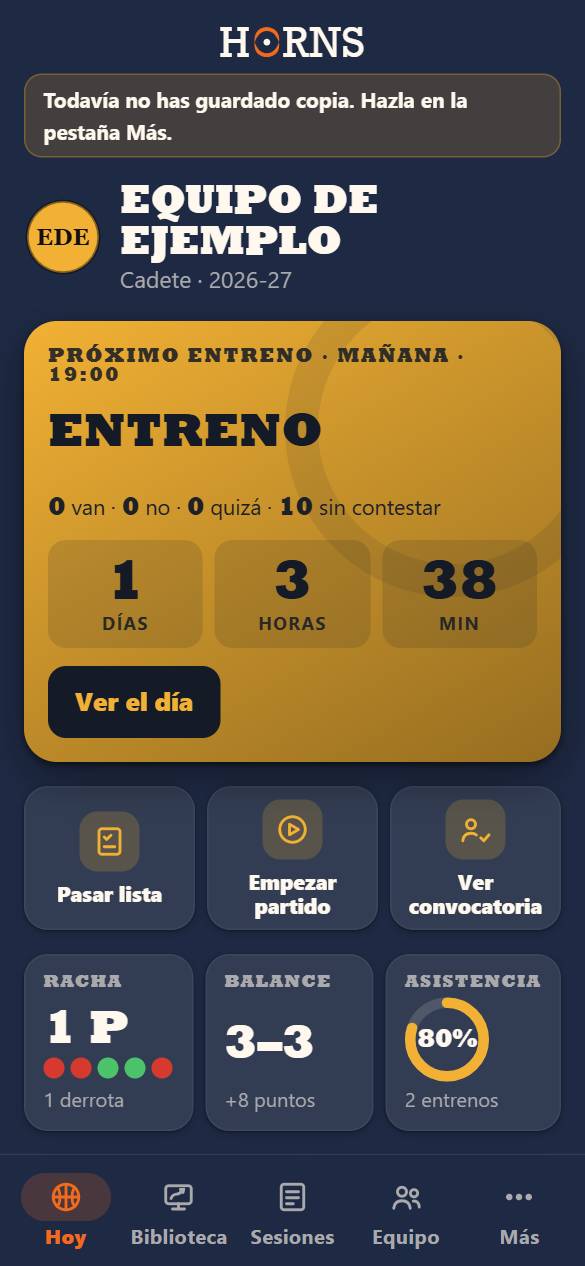 HORNS
Todavía no has guardado copia. Hazla en la
pestaña Más.
EDE
EQUIPO DE
EJEMPLO
Cadete · 2026-27
PRÓXIMO ENTRENO · MAÑANA ·
19:00
ENTRENO
0 van · 0 no · 0 quizá · 10 sin contestar
1
DÍAS
3
HORAS
38
MIN
Ver el día
Pasar lista
Empezar
partido
Ver
convocatoria
RACHA
1 P
1 derrota
BALANCE
3–3
+8 puntos
ASISTENCIA
80%
2 entrenos
Hoy
Biblioteca
Sesiones
Equipo
Más